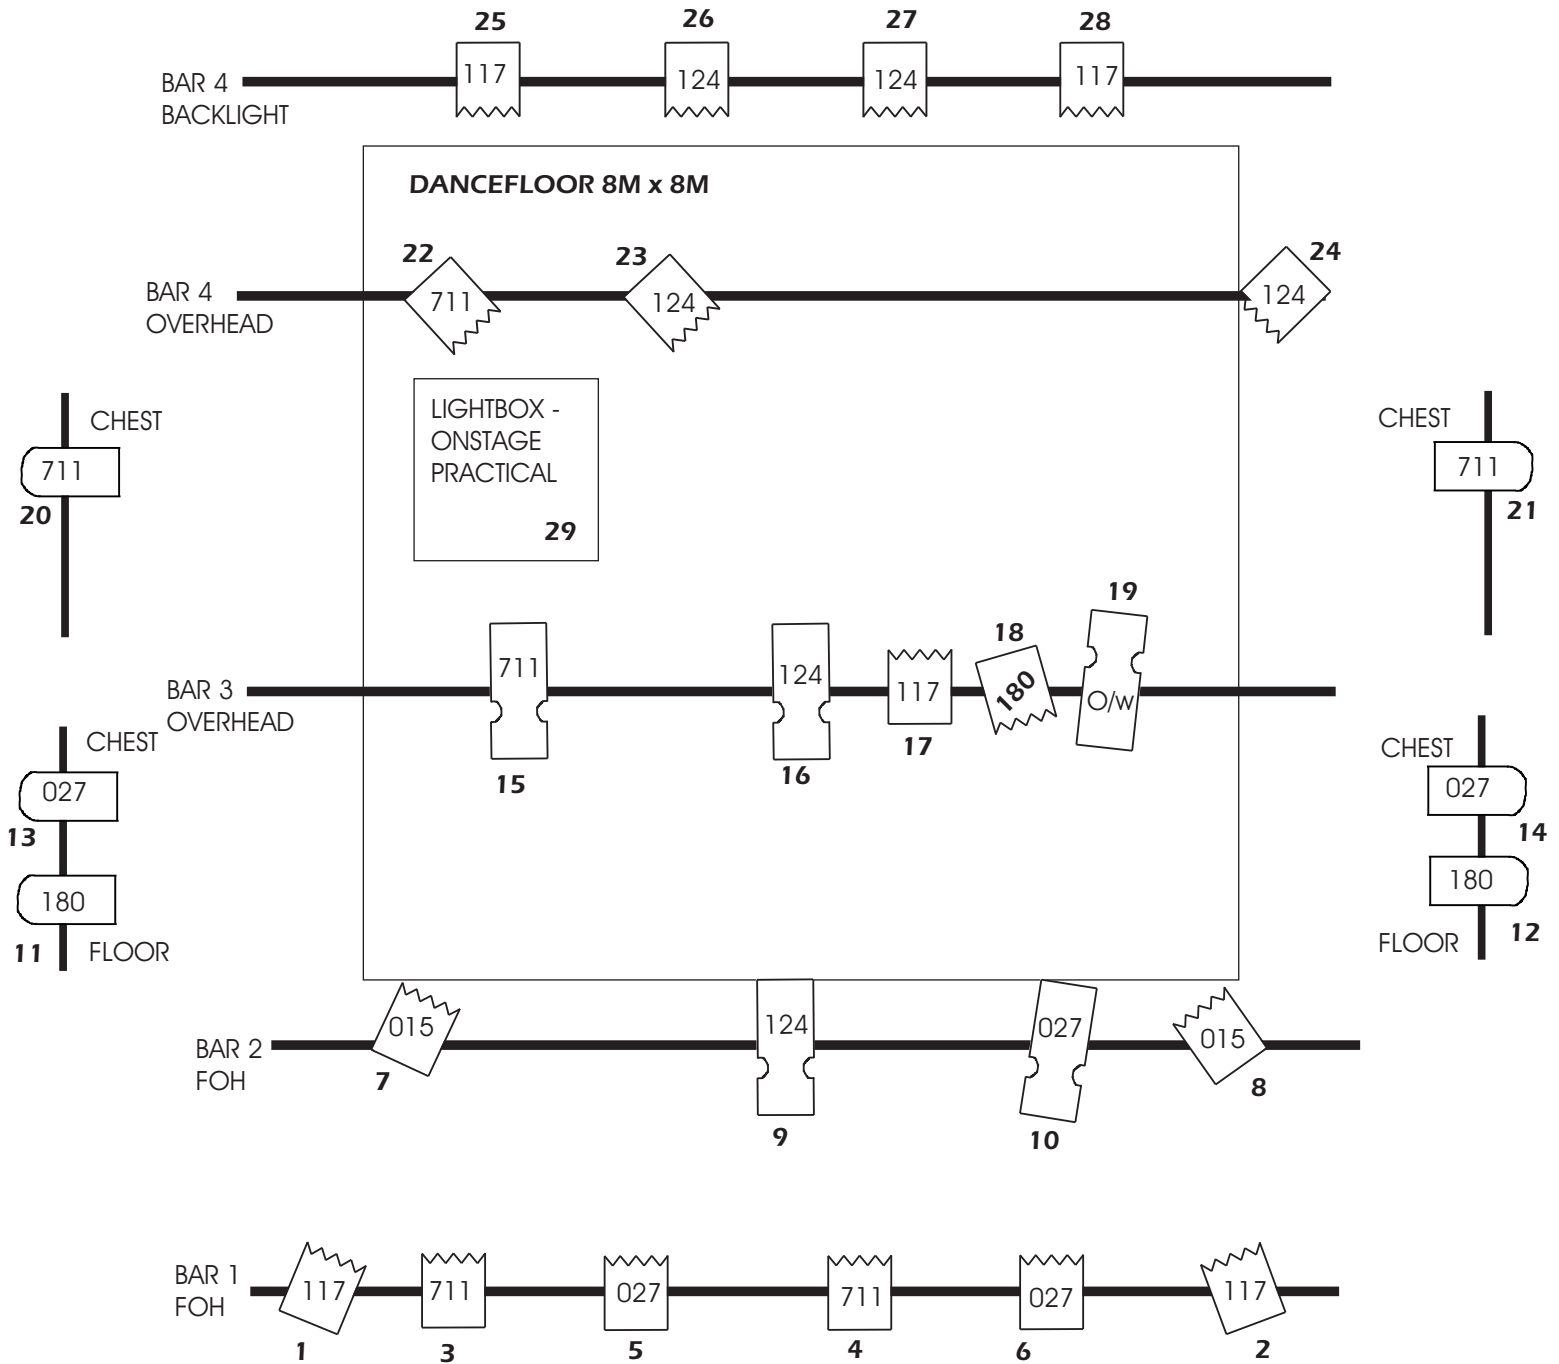 25 26 27 28
117 124 124 117
BAR 4
BACKLIGHT
DANCEFLOOR 8M x 8M
22 23 24
711 124 124
BAR 4
OVERHEAD
CHEST
711
20
LIGHTBOX -
ONSTAGE
PRACTICAL
29
CHEST
711
21
19
18
711 124 117 180 O/w
BAR 3
OVERHEAD
17
15 16
CHEST
027
13
180
11 FLOOR
CHEST
027
14
180
12
FLOOR
015 124 027 015
BAR 2
FOH
7 8
9 10
BAR 1
FOH
117 711 027 711 027 117
1 3 5 4 6 2